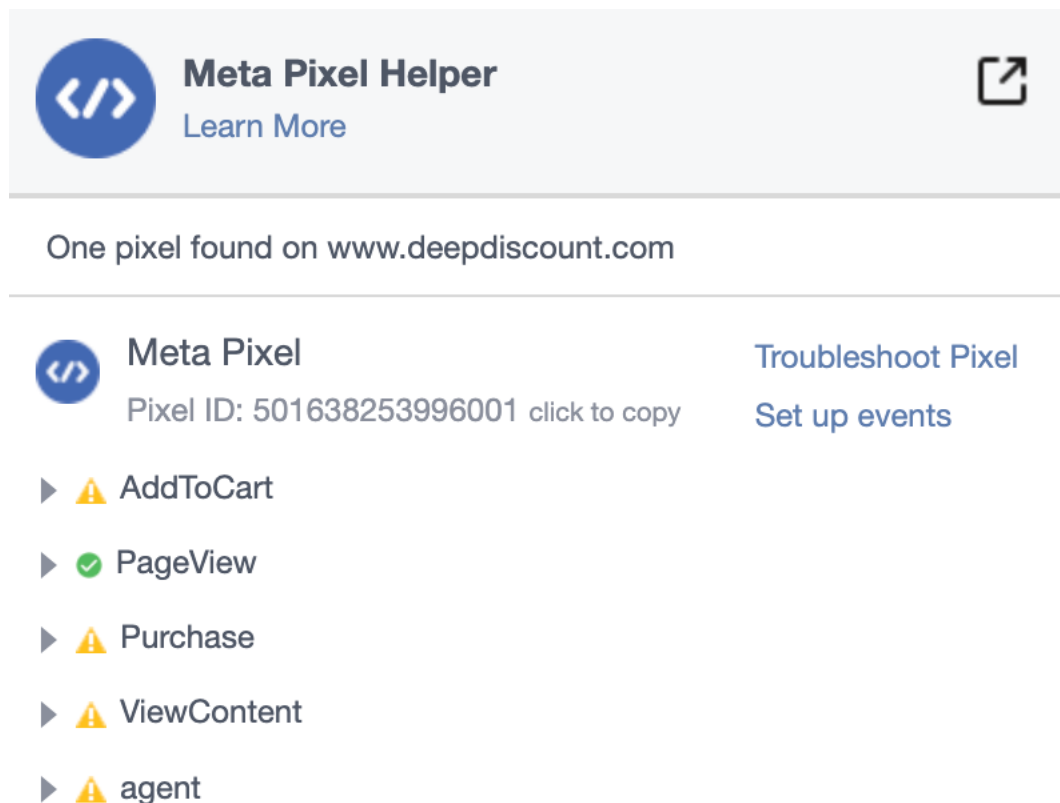 Meta Pixel Helper
Learn More
One pixel found on www.deepdiscount.com
Meta Pixel
Troubleshoot Pixel
Pixel ID: 501638253996001 click to copy
Set up events
AddToCart
PageView
Purchase
ViewContent
agent